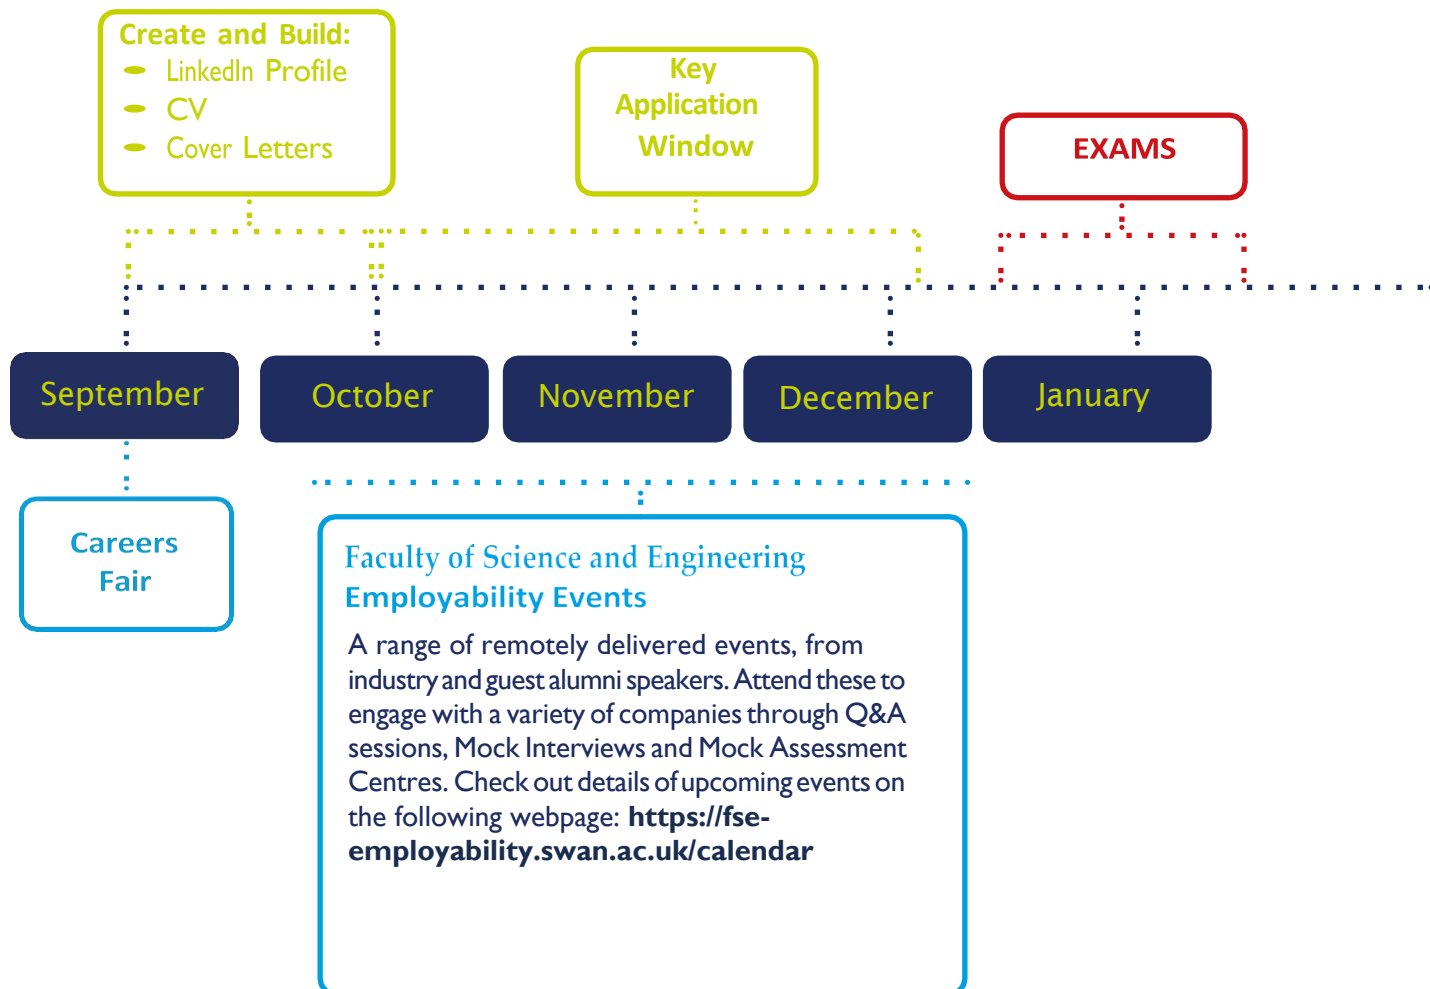 Create and Build:
LinkedIn Profile
CV
Cover Letters
Key
Application
Window
EXAMS
September
October
November
December
January
Careers
Fair
Faculty of Science and Engineering
Employability Events
A range of remotely delivered events, from
industry and guest alumni speakers. Attend these to
engage with a variety of companies through Q&A
sessions, Mock Interviews and Mock Assessment
Centres. Check out details of upcoming events on
the following webpage: https://fse-
employability.swan.ac.uk/calendar